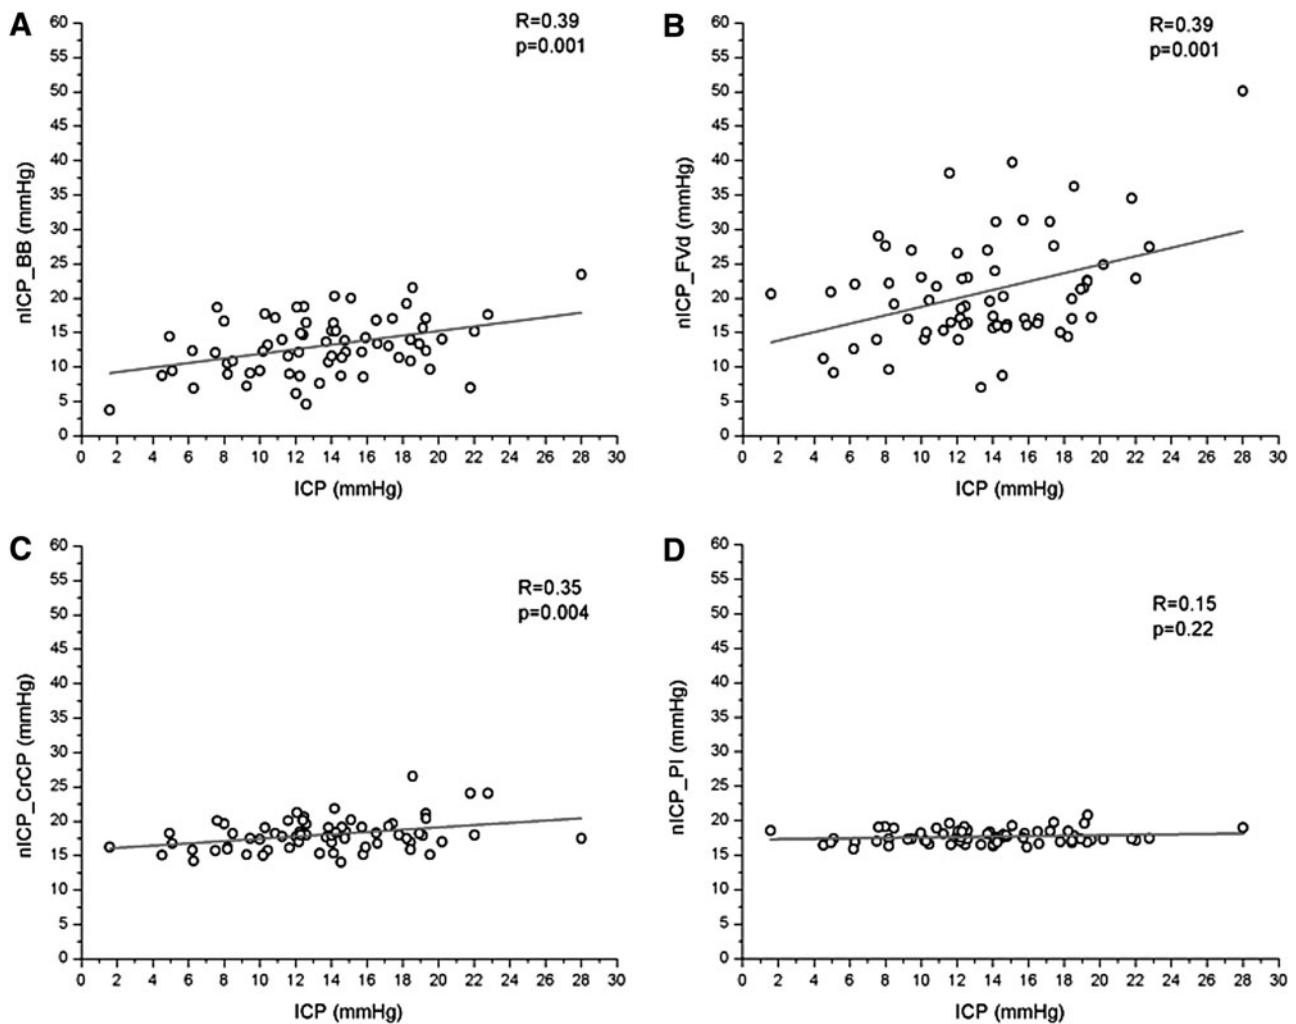 A
R=0.39
p=0.001
60
55
50
45
40
35
30
25
20
15
10
5
0
nICP_BB (mmHg)
0 2 4 6 8 10 12 14 16 18 20 22 24 26 28 30
ICP (mmHg)
B
R=0.39
p=0.001
60
55
50
45
40
35
30
25
20
15
10
5
0
nICP_FVd (mmHg)
0 2 4 6 8 10 12 14 16 18 20 22 24 26 28 30
ICP (mmHg)
C
R=0.35
p=0.004
60
55
50
45
40
35
30
25
20
15
10
5
0
nICP_CrCP (mmHg)
0 2 4 6 8 10 12 14 16 18 20 22 24 26 28 30
ICP (mmHg)
D
R=0.15
p=0.22
60
55
50
45
40
35
30
25
20
15
10
5
0
nICP_PI (mmHg)
0 2 4 6 8 10 12 14 16 18 20 22 24 26 28 30
ICP (mmHg)